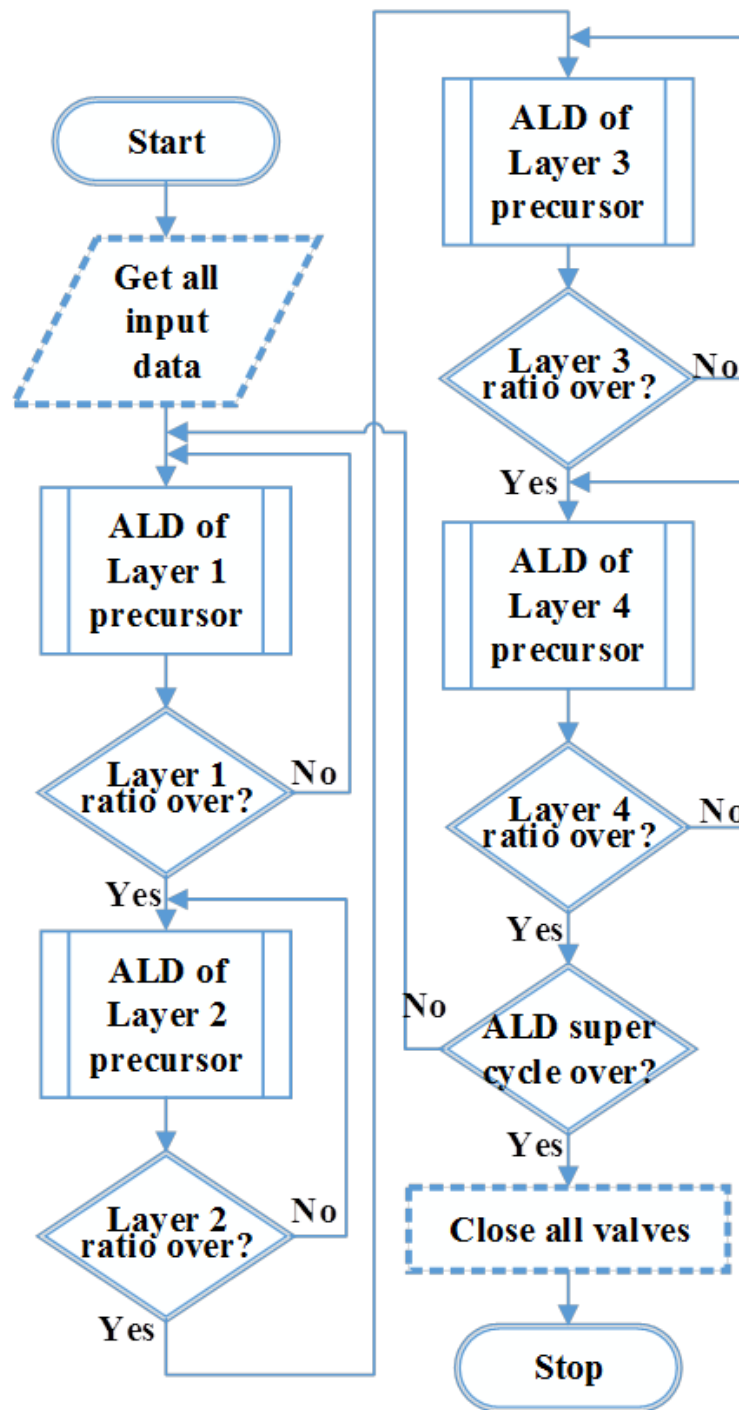 Start
Get all
input
data
ALD of
Layer 1
precursor
Layer 1
ratio over?
No
Yes
ALD of
Layer 2
precursor
Layer 2
ratio over?
No
Yes
ALD of
Layer 3
precursor
Layer 3
ratio over?
No
Yes
ALD of
Layer 4
precursor
Layer 4
ratio over?
No
Yes
ALD super
cycle over?
No
Yes
Close all valves
Stop